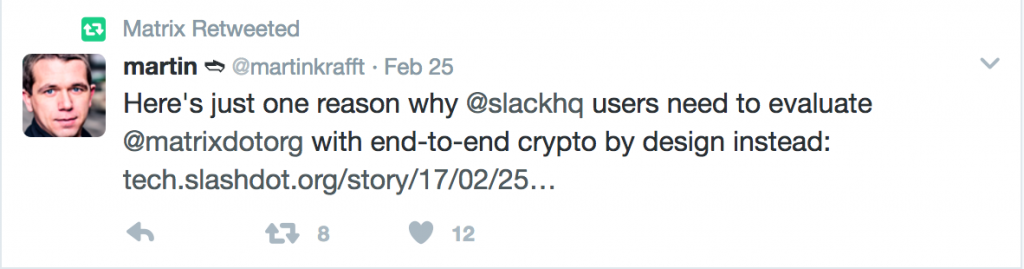 Matrix Retweeted
martin @martinkrafft · Feb 25
Here's just one reason why @slackhq users need to evaluate
@matrixdotorg with end-to-end crypto by design instead:
tech.slashdot.org/story/17/02/25…
8 12